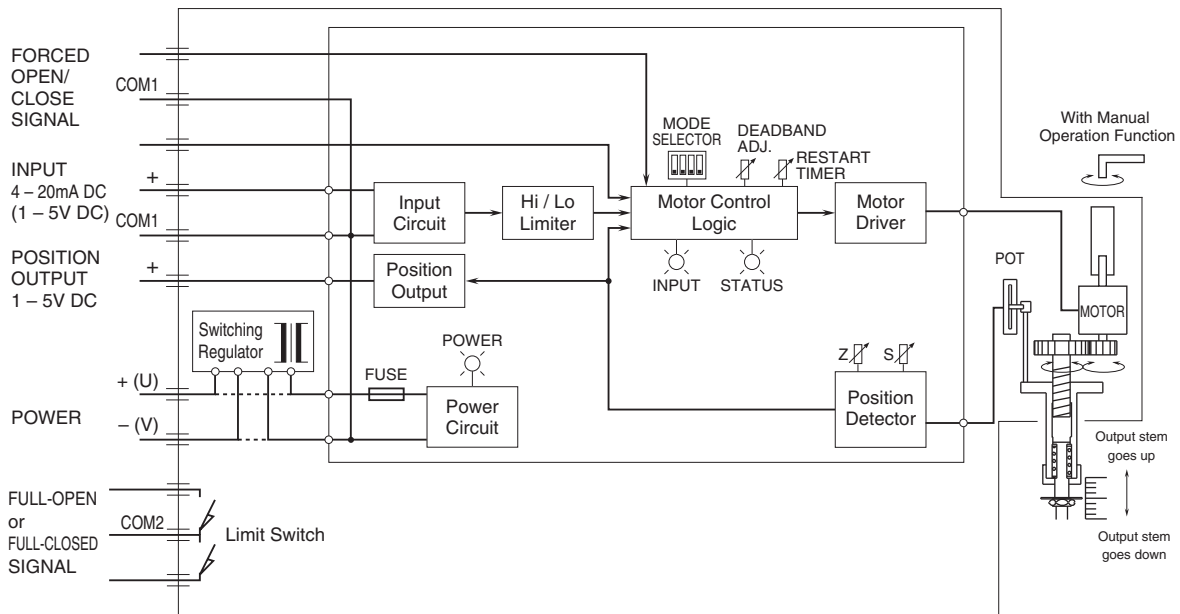 FORCED
OPEN/
CLOSE
SIGNAL
COM1
INPUT
4 – 20mA DC
(1 – 5V DC)
+
COM1
POSITION
OUTPUT
1 – 5V DC
+
Switching
Regulator
+ (U)
POWER
– (V)
FULL-OPEN
or
FULL-CLOSED
SIGNAL
COM2
Limit Switch
Input
Circuit
Hi / Lo
Limiter
MODE
SELECTOR
DEADBAND
ADJ.
RESTART
TIMER
Motor Control
Logic
INPUT
STATUS
Motor
Driver
Position
Output
POWER
FUSE
Power
Circuit
Z
S
Position
Detector
With Manual
Operation Function
POT
MOTOR
Output stem
goes up
Output stem
goes down